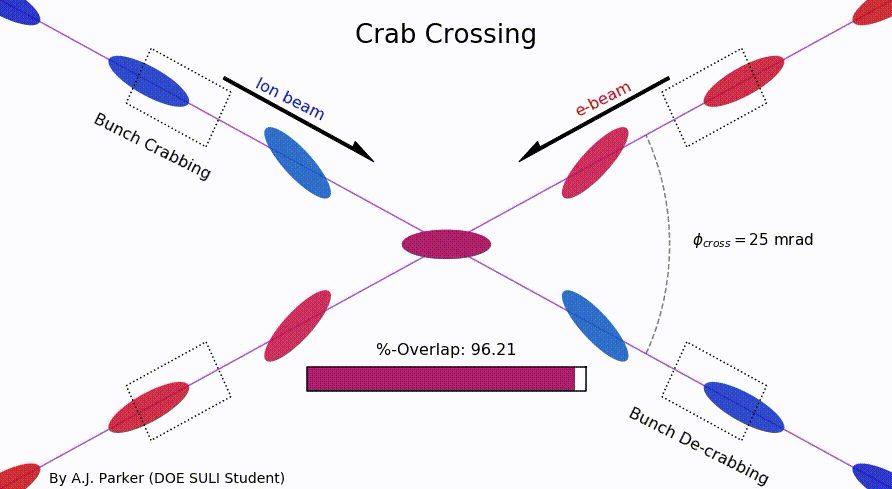 Crab Crossing
Ion beam
e-beam
Bunch Crabbing
ϕcross = 25 mrad
%-Overlap: 96.21
Bunch De-crabbing
By A.J. Parker (DOE SULI Student)